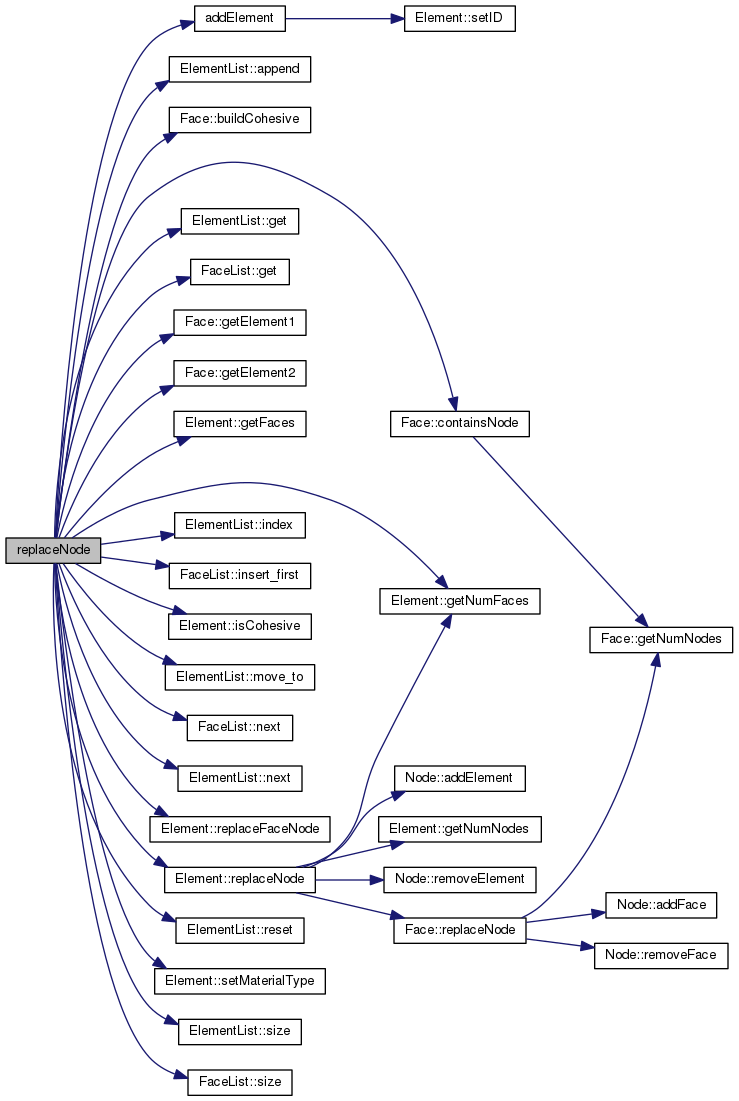 addElement
Element::setID
ElementList::append
Face::buildCohesive
ElementList::get
FaceList::get
Face::getElement1
Face::getElement2
Element::getFaces
Face::containsNode
ElementList::index
replaceNode
FaceList::insert_first
Element::getNumFaces
Element::isCohesive
Face::getNumNodes
ElementList::move_to
FaceList::next
ElementList::next
Node::addElement
Element::replaceFaceNode
Element::getNumNodes
Element::replaceNode
Node::removeElement
Node::addFace
ElementList::reset
Face::replaceNode
Node::removeFace
Element::setMaterialType
ElementList::size
FaceList::size